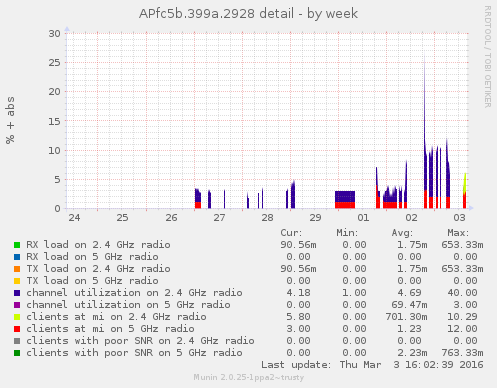 APfc5b.399a.2928 detail - by week
RRDTOOL / TOBI OETIKER
% + abs
30
25
20
15
10
5
0
24 25 26 27 28 29 01 02 03
Cur: Min: Avg: Max:
RX load on 2.4 GHz radio 90.56m 0.00 1.75m 653.33m
RX load on 5 GHz radio 0.00 0.00 0.00 0.00
TX load on 2.4 GHz radio 90.56m 0.00 1.75m 653.33m
TX load on 5 GHz radio 0.00 0.00 0.00 0.00
channel utilization on 2.4 GHz radio 4.18 1.00 4.69 40.00
channel utilization on 5 GHz radio 0.00 0.00 69.47m 3.00
clients at mi on 2.4 GHz radio 5.80 0.00 701.30m 10.29
clients at mi on 5 GHz radio 3.00 0.00 1.23 12.00
clients with poor SNR on 2.4 GHz radio 0.00 0.00 0.00 0.00
clients with poor SNR on 5 GHz radio 0.00 0.00 2.23m 763.33m
Last update: Thu Mar 3 16:02:39 2016
Munin 2.0.25-1ppa2~trusty